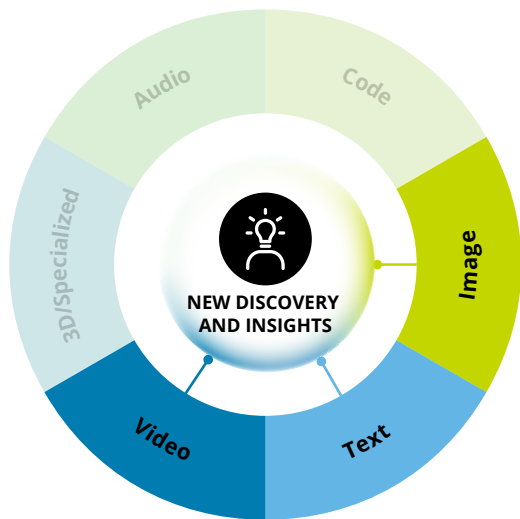 Audio
Code
3D/Specialized
Image
NEW DISCOVERY
AND INSIGHTS
Video
Text